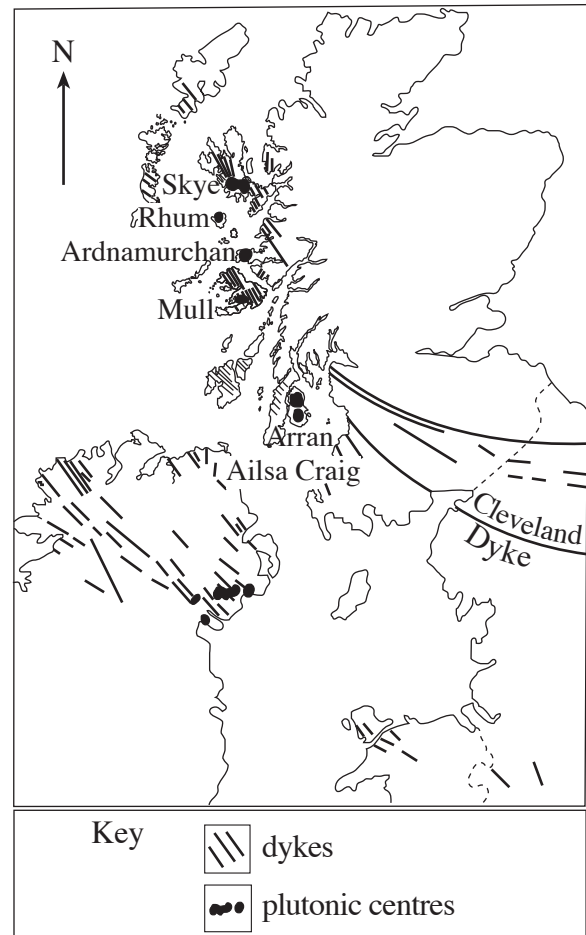 N
Skye
Rhum
Ardnamurchan
Mull
Arran
Ailsa Craig
Cleveland
Dyke
Key
dykes
plutonic centres